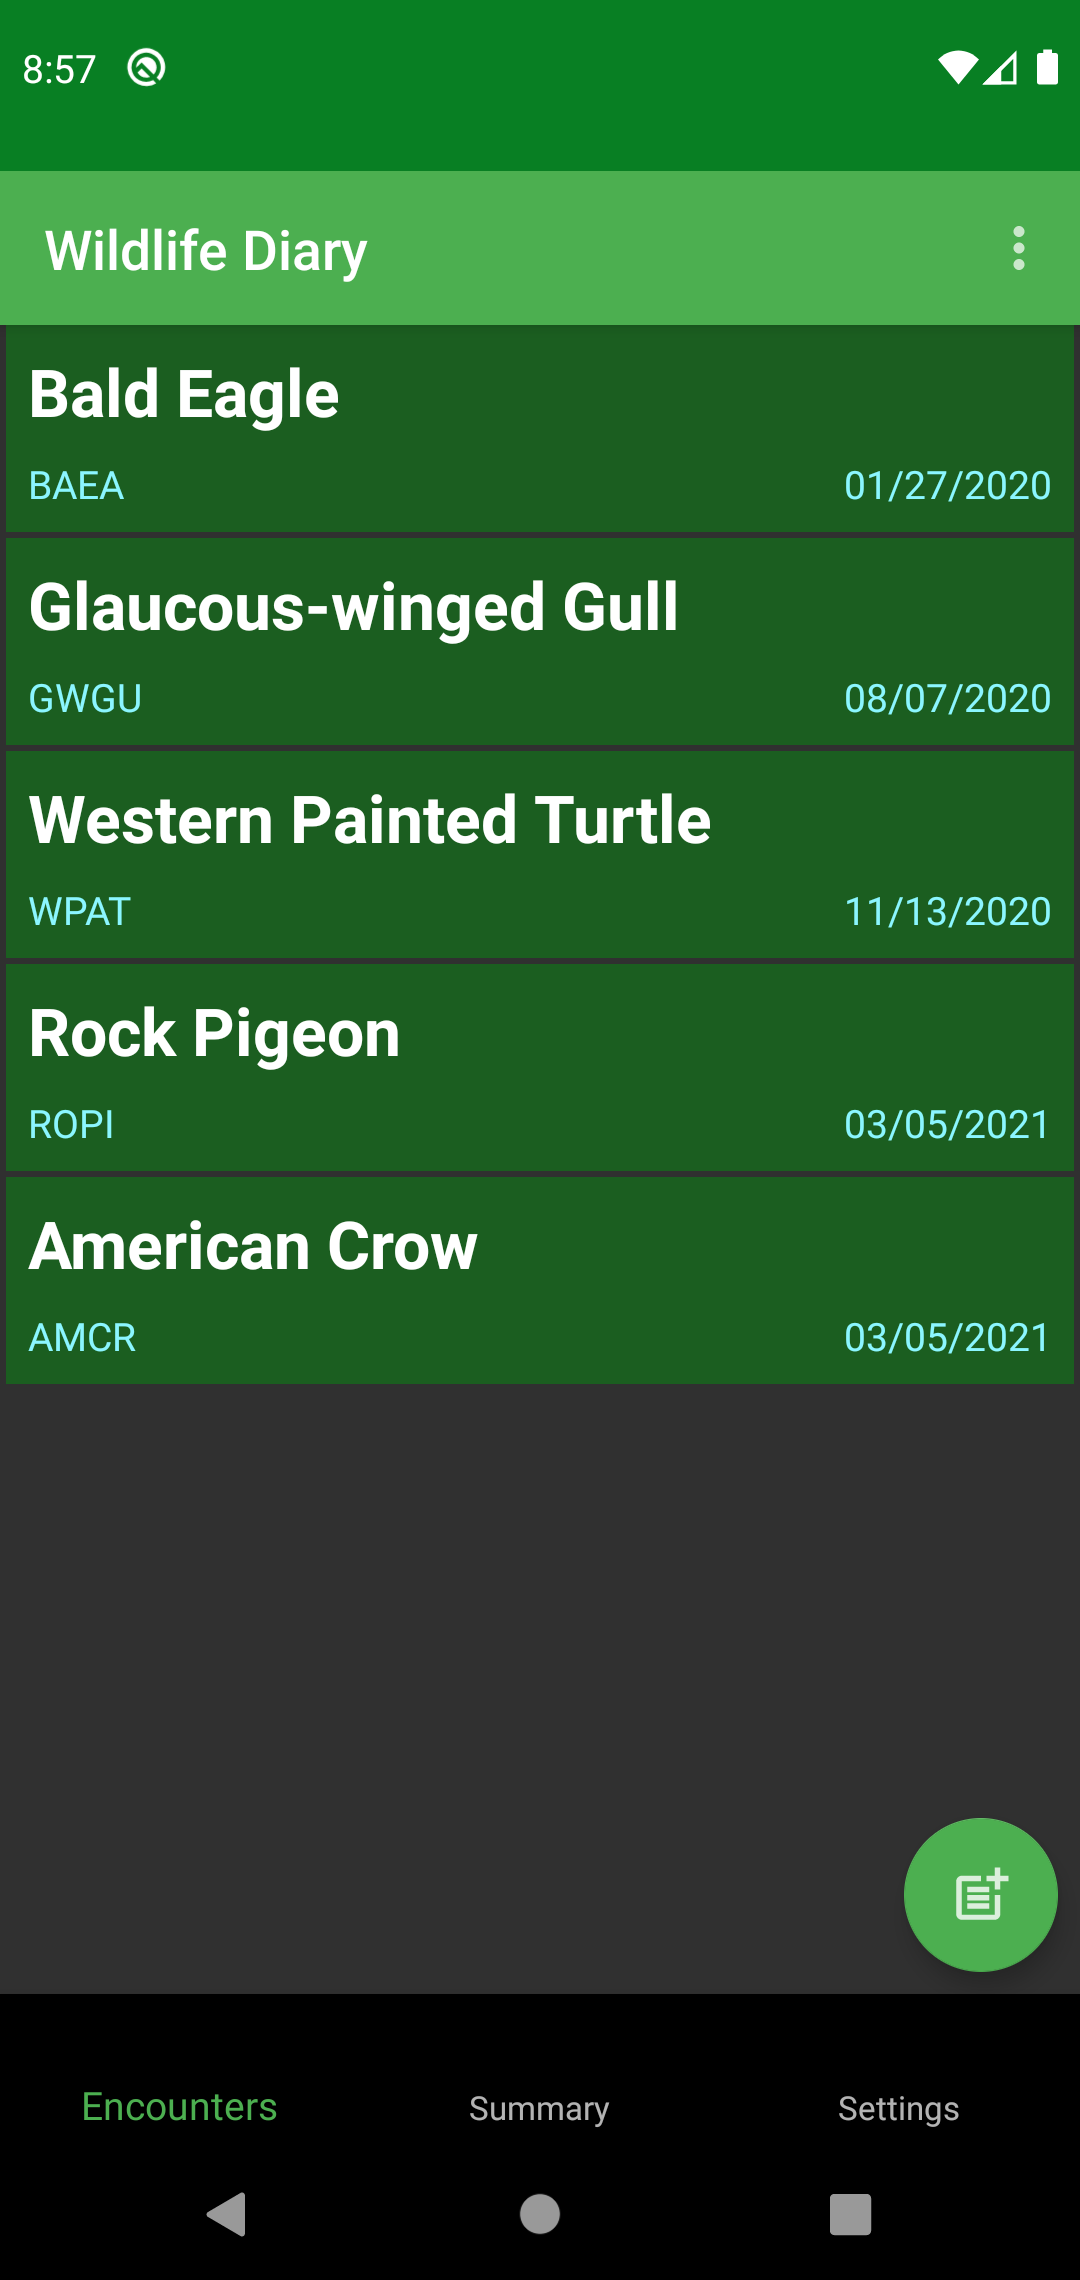 8:57
Wildlife Diary
Bald Eagle
BAEA 01/27/2020
Glaucous-winged Gull
GWGU 08/07/2020
Western Painted Turtle
WPAT 11/13/2020
Rock Pigeon
ROPI 03/05/2021
American Crow
AMCR 03/05/2021
Encounters Summary Settings